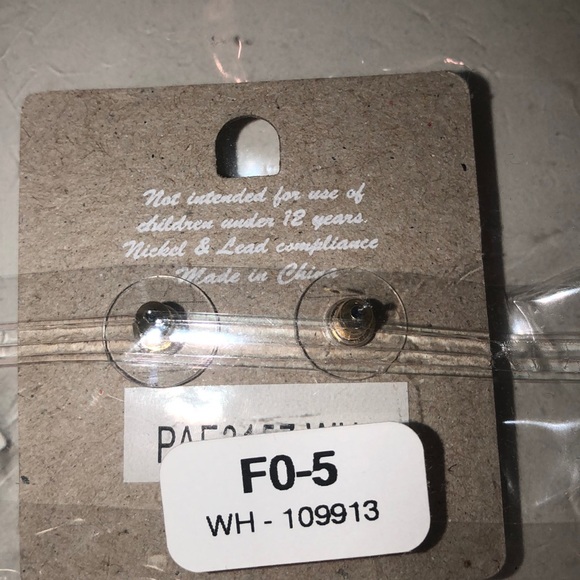 Not intended for use of
children under 12 years.
Nickel & Lead compliance
Made in China
F0-5
WH - 109913